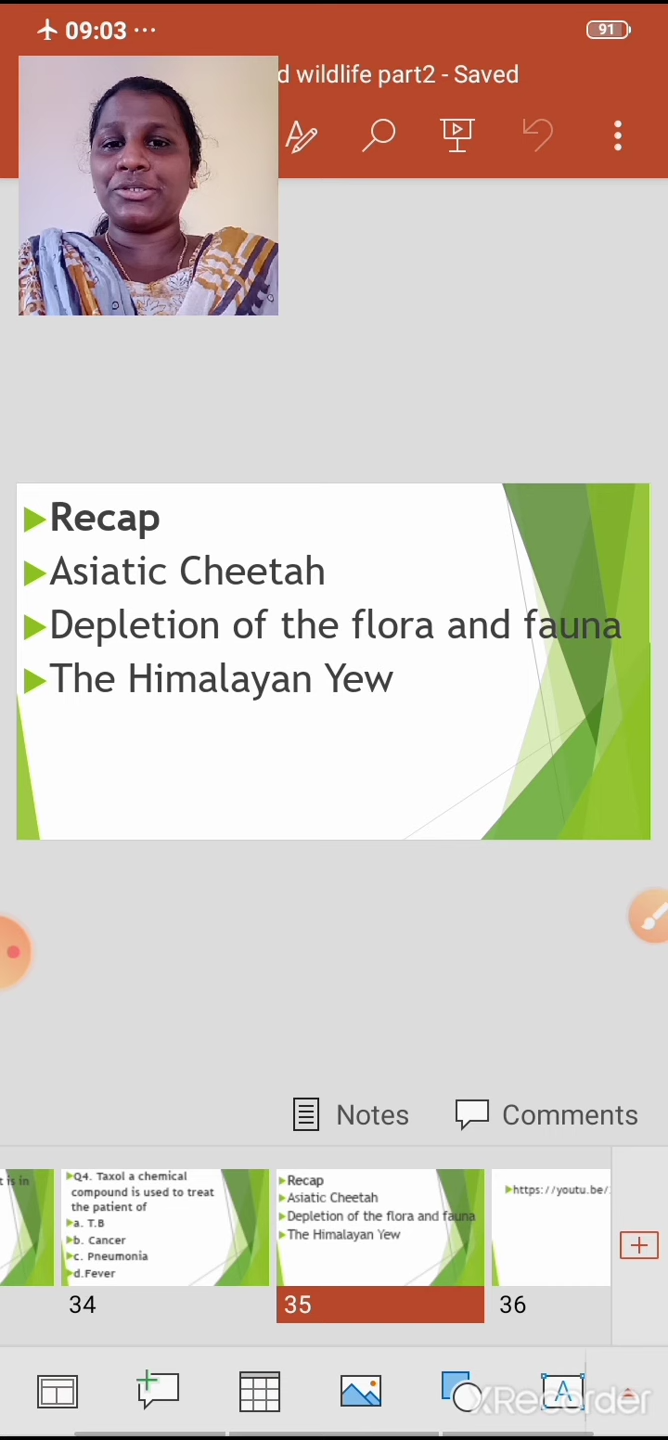 09:03 ...
91
d wildlife part2 - Saved
Recap
Asiatic Cheetah
Depletion of the flora and fauna
The Himalayan Yew
Notes
Comments
t is in
Q4. Taxol a chemical
compound is used to treat
the patient of
a. T.B
b. Cancer
c. Pneumonia
d.Fever
34
Recap
Asiatic Cheetah
Depletion of the flora and fauna
The Himalayan Yew
35
https://youtu.be/
36
A
XRecorder